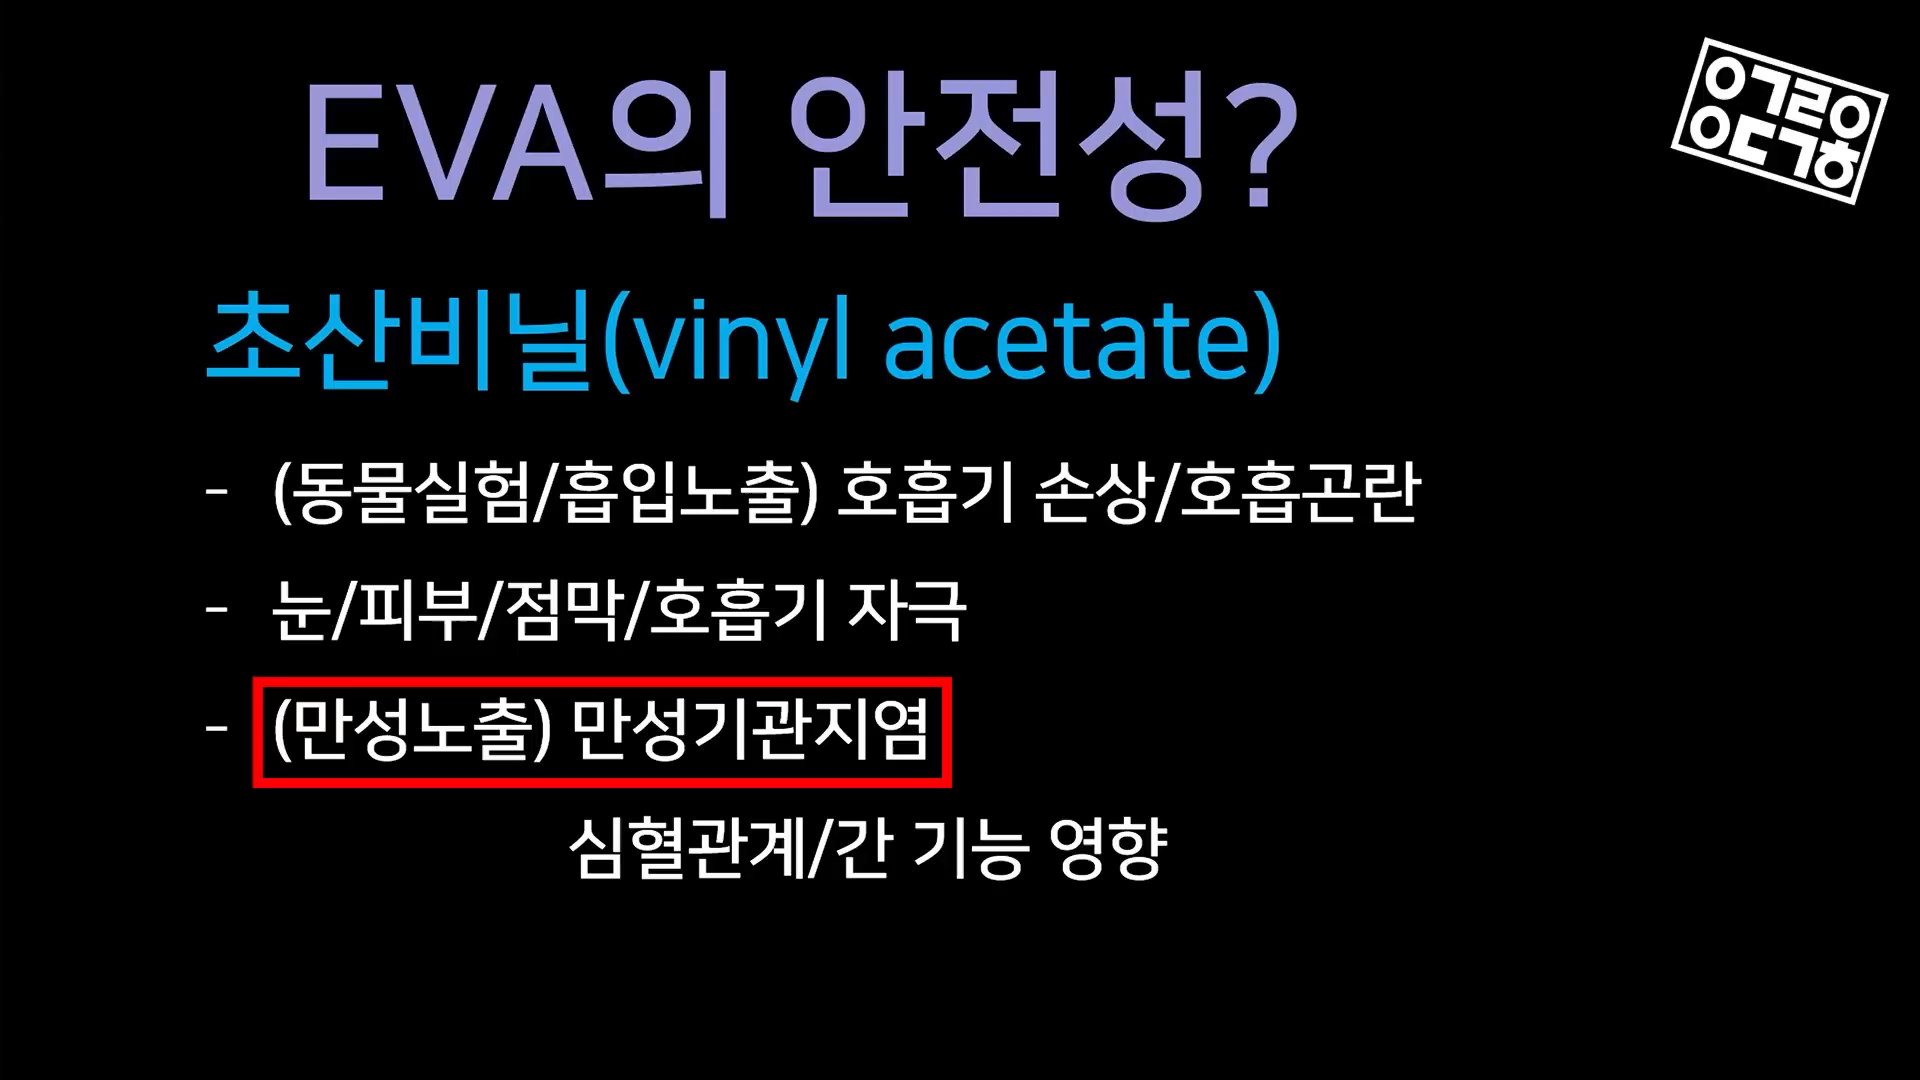 EVA의 안전성?
초산비닐(vinyl acetate)
- (동물실험/흡입노출) 호흡기 손상/호흡곤란
- 눈/피부/점막/호흡기 자극
- (만성노출) 만성기관지염
심혈관계/간 기능 영향